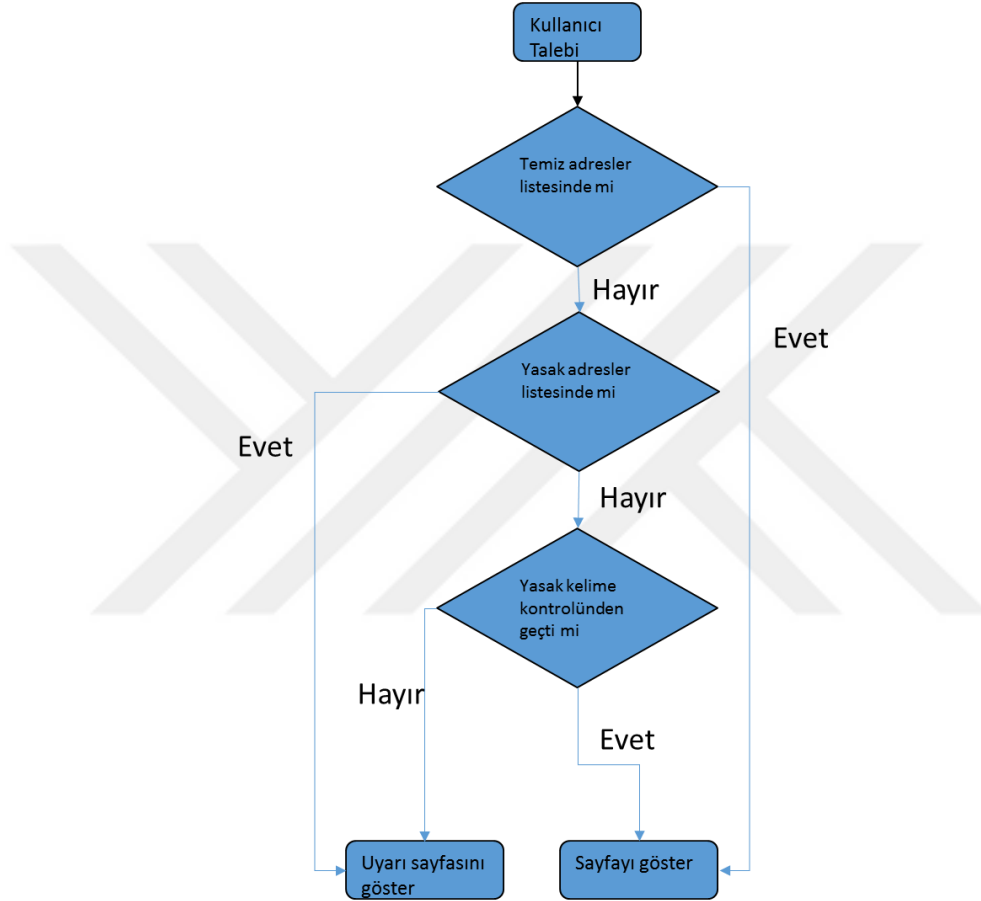 Kullanıcı
Talebi
Temiz adresler
listesinde mi
Hayır
Evet
Yasak adresler
listesinde mi
Evet
Hayır
Yasak kelime
kontrolünden
geçti mi
Hayır
Evet
Uyarı sayfasını
göster
Sayfayı göster